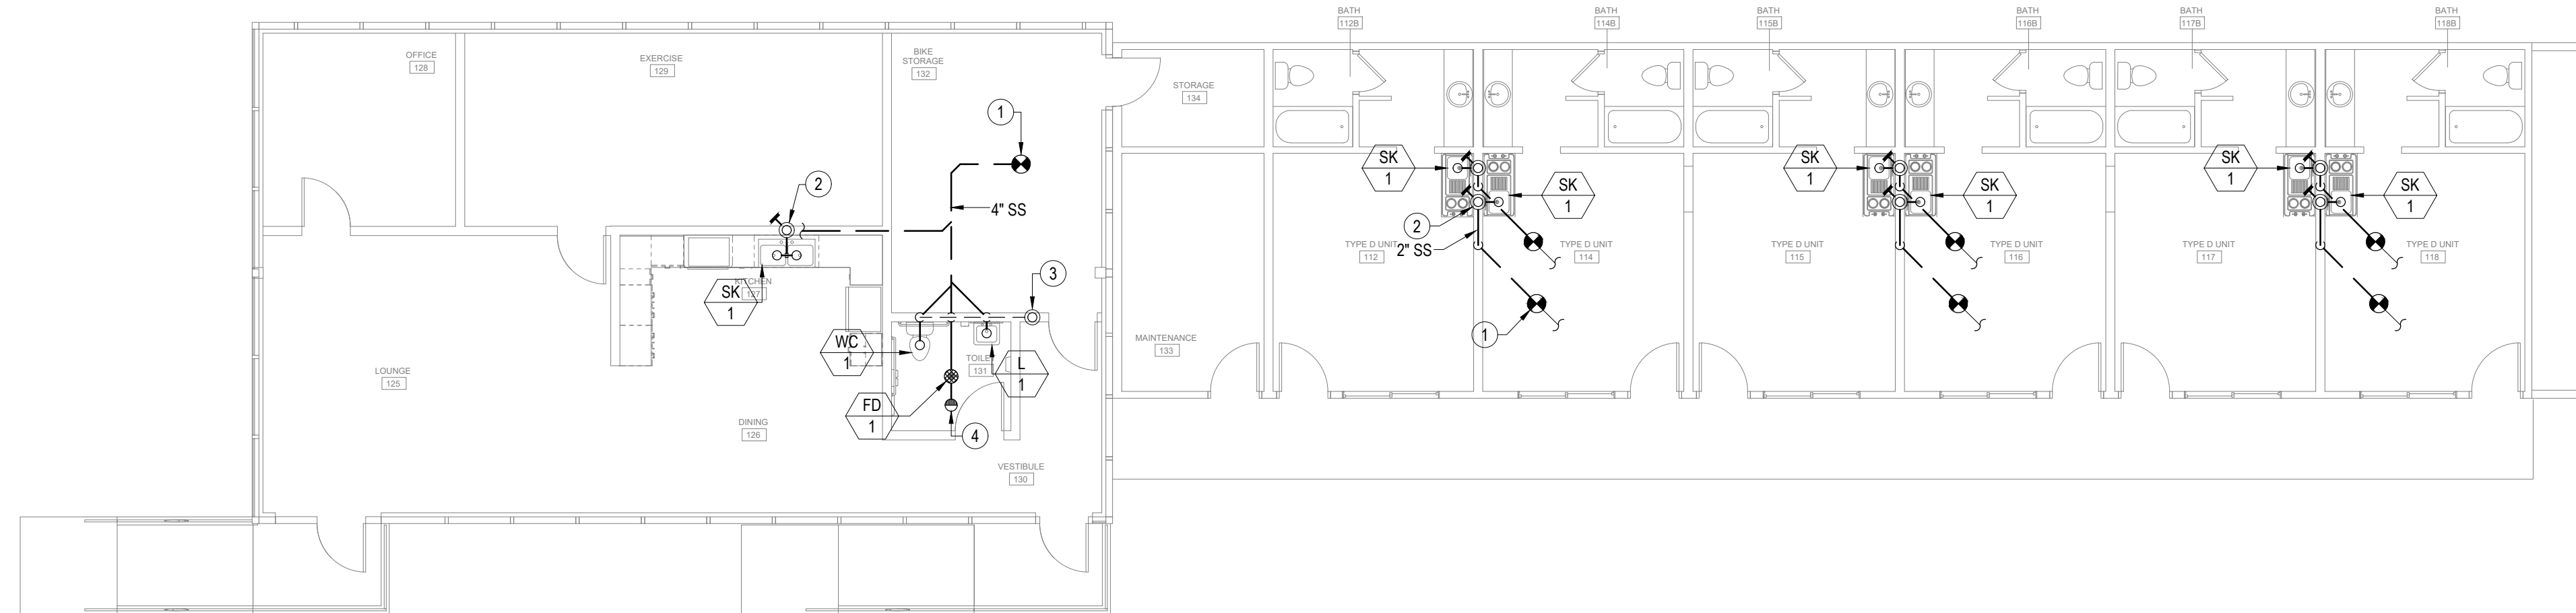 BATH
112B
BATH
114B
BATH
115B
BATH
116B
BATH
117B
BATH
118B
OFFICE
128
EXERCISE
129
BIKE
STORAGE
132
STORAGE
134
1
2
4" SS
SK
1
SK
1
SK
1
SK
1
SK
1
SK
1
2
2" SS
TYPE D UNIT
112
TYPE D UNIT
114
TYPE D UNIT
115
TYPE D UNIT
116
TYPE D UNIT
117
TYPE D UNIT
118
3
KITCHEN
127
SK
1
1
WC
1
MAINTENANCE
133
TOILET
131
L
1
LOUNGE
125
FD
1
DINING
126
4
VESTIBULE
130